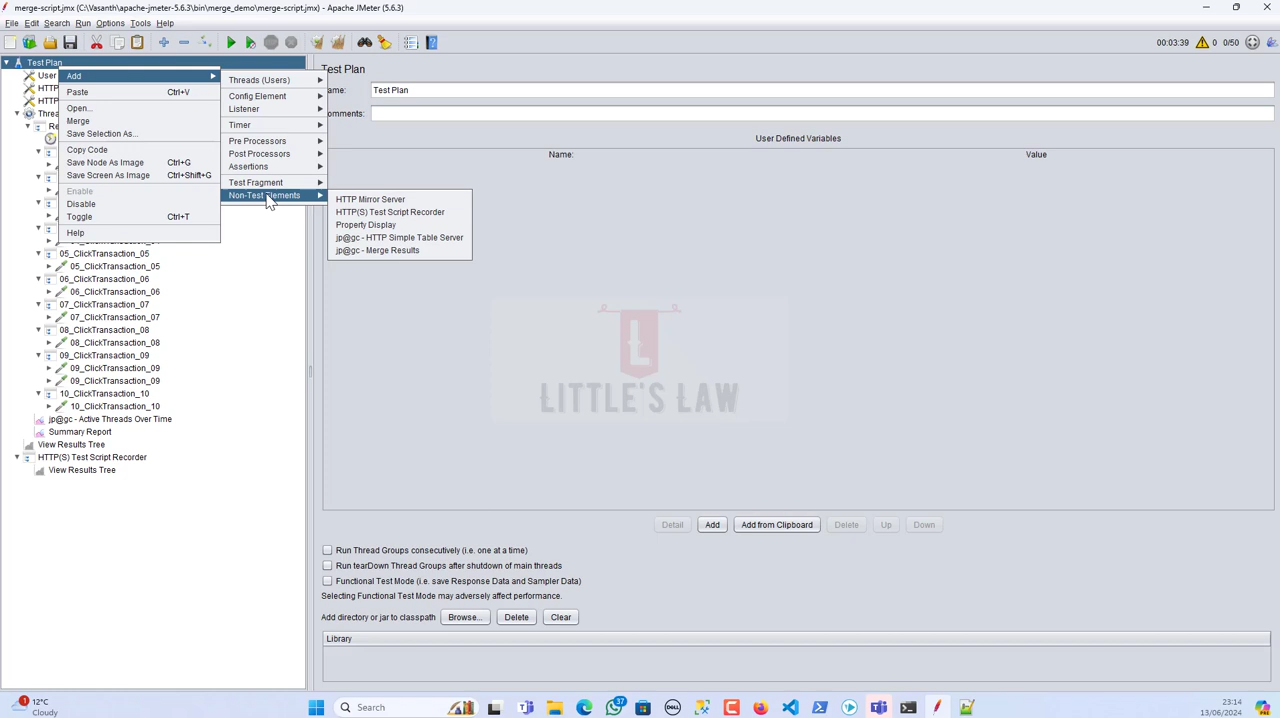 merge-script.jmx (C:\Vasanth\apache-jmeter-5.6.3\bin\merge_demo\merge-script.jmx) - Apache JMeter (5.6.3)
File Edit Search Run Options Tools Help
00:03:39 0 0/50
Test Plan
User
HTTP
HTTP
Threa
Re
05_ClickTransaction_05
05_ClickTransaction_05
06_ClickTransaction_06
06_ClickTransaction_06
07_ClickTransaction_07
07_ClickTransaction_07
08_ClickTransaction_08
08_ClickTransaction_08
09_ClickTransaction_09
09_ClickTransaction_09
09_ClickTransaction_09
10_ClickTransaction_10
10_ClickTransaction_10
jp@gc - Active Threads Over Time
Summary Report
View Results Tree
HTTP(S) Test Script Recorder
View Results Tree
Add
Paste Ctrl+V
Open...
Merge
Save Selection As...
Copy Code
Save Node As Image Ctrl+G
Save Screen As Image Ctrl+Shift+G
Enable
Disable
Toggle Ctrl+T
Help
Threads (Users)
Config Element
Listener
Timer
Pre Processors
Post Processors
Assertions
Test Fragment
Non-Test Elements
HTTP Mirror Server
HTTP(S) Test Script Recorder
Property Display
jp@gc - HTTP Simple Table Server
jp@gc - Merge Results
Test Plan
Name: Test Plan
Comments:
User Defined Variables
Name: Value
L
LITTLE'S LAW
Detail Add Add from Clipboard Delete Up Down
Run Thread Groups consecutively (i.e. one at a time)
Run tearDown Thread Groups after shutdown of main threads
Functional Test Mode (i.e. save Response Data and Sampler Data)
Selecting Functional Test Mode may adversely affect performance.
Add directory or jar to classpath Browse... Delete Clear
Library
12°C
Cloudy
Search
37
DELL
23:14
13/06/2024